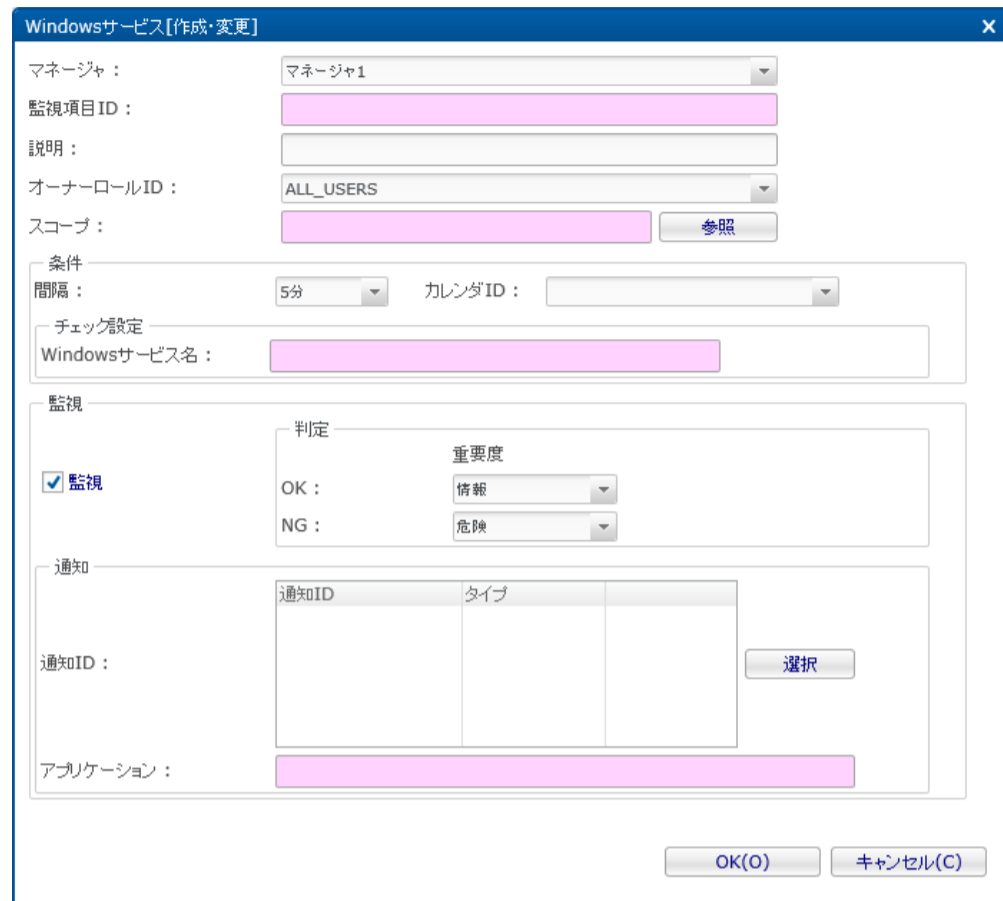 Windowsサービス[作成・変更]
マネージャ： マネージャ1
監視項目ID：
説明：
オーナーロールID： ALL_USERS
スコープ： 参照
条件
間隔： 5分 カレンダID：
チェック設定
Windowsサービス名：
監視
判定
重要度
監視
OK： 情報
NG： 危険
通知
通知ID タイプ
通知ID： 選択
アプリケーション：
OK(O) キャンセル(C)